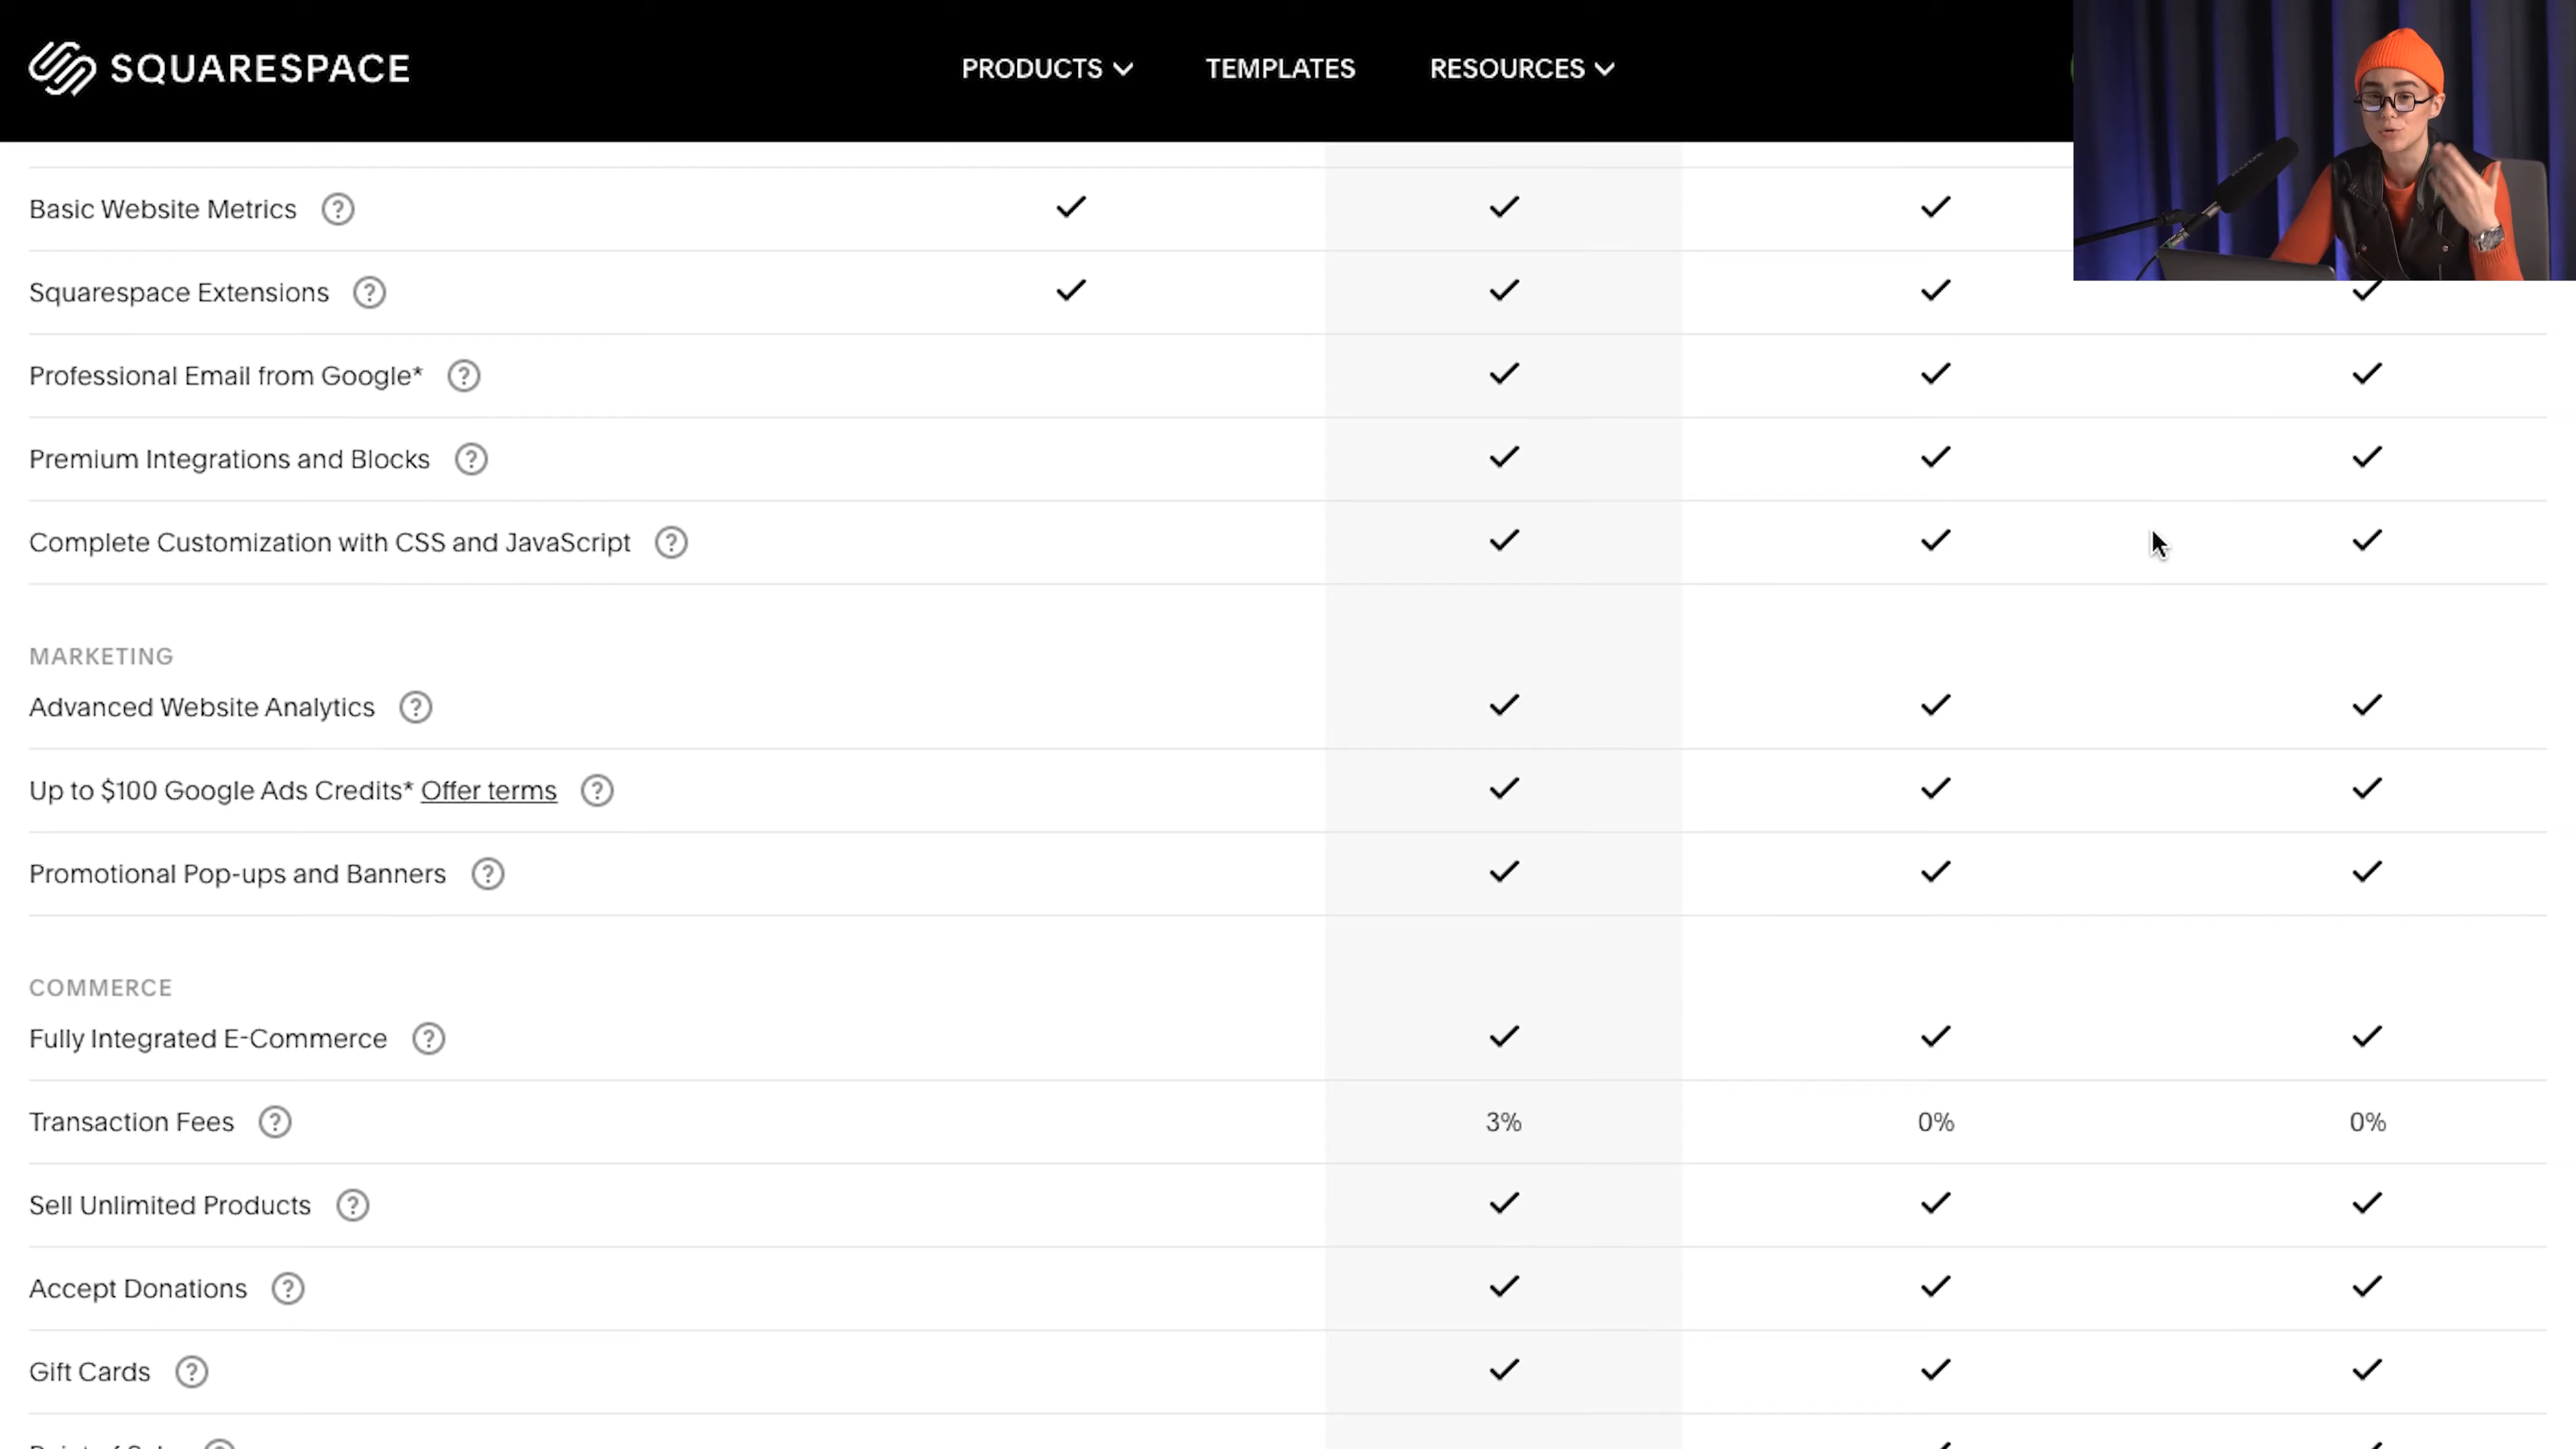 SQUARESPACE
PRODUCTS TEMPLATES RESOURCES
Basic Website Metrics ?
Squarespace Extensions ?
Professional Email from Google* ?
Premium Integrations and Blocks ?
Complete Customization with CSS and JavaScript ?
MARKETING
Advanced Website Analytics ?
Up to $100 Google Ads Credits* Offer terms ?
Promotional Pop-ups and Banners ?
COMMERCE
Fully Integrated E-Commerce ?
Transaction Fees ? 3% 0% 0%
Sell Unlimited Products ?
Accept Donations ?
Gift Cards ?